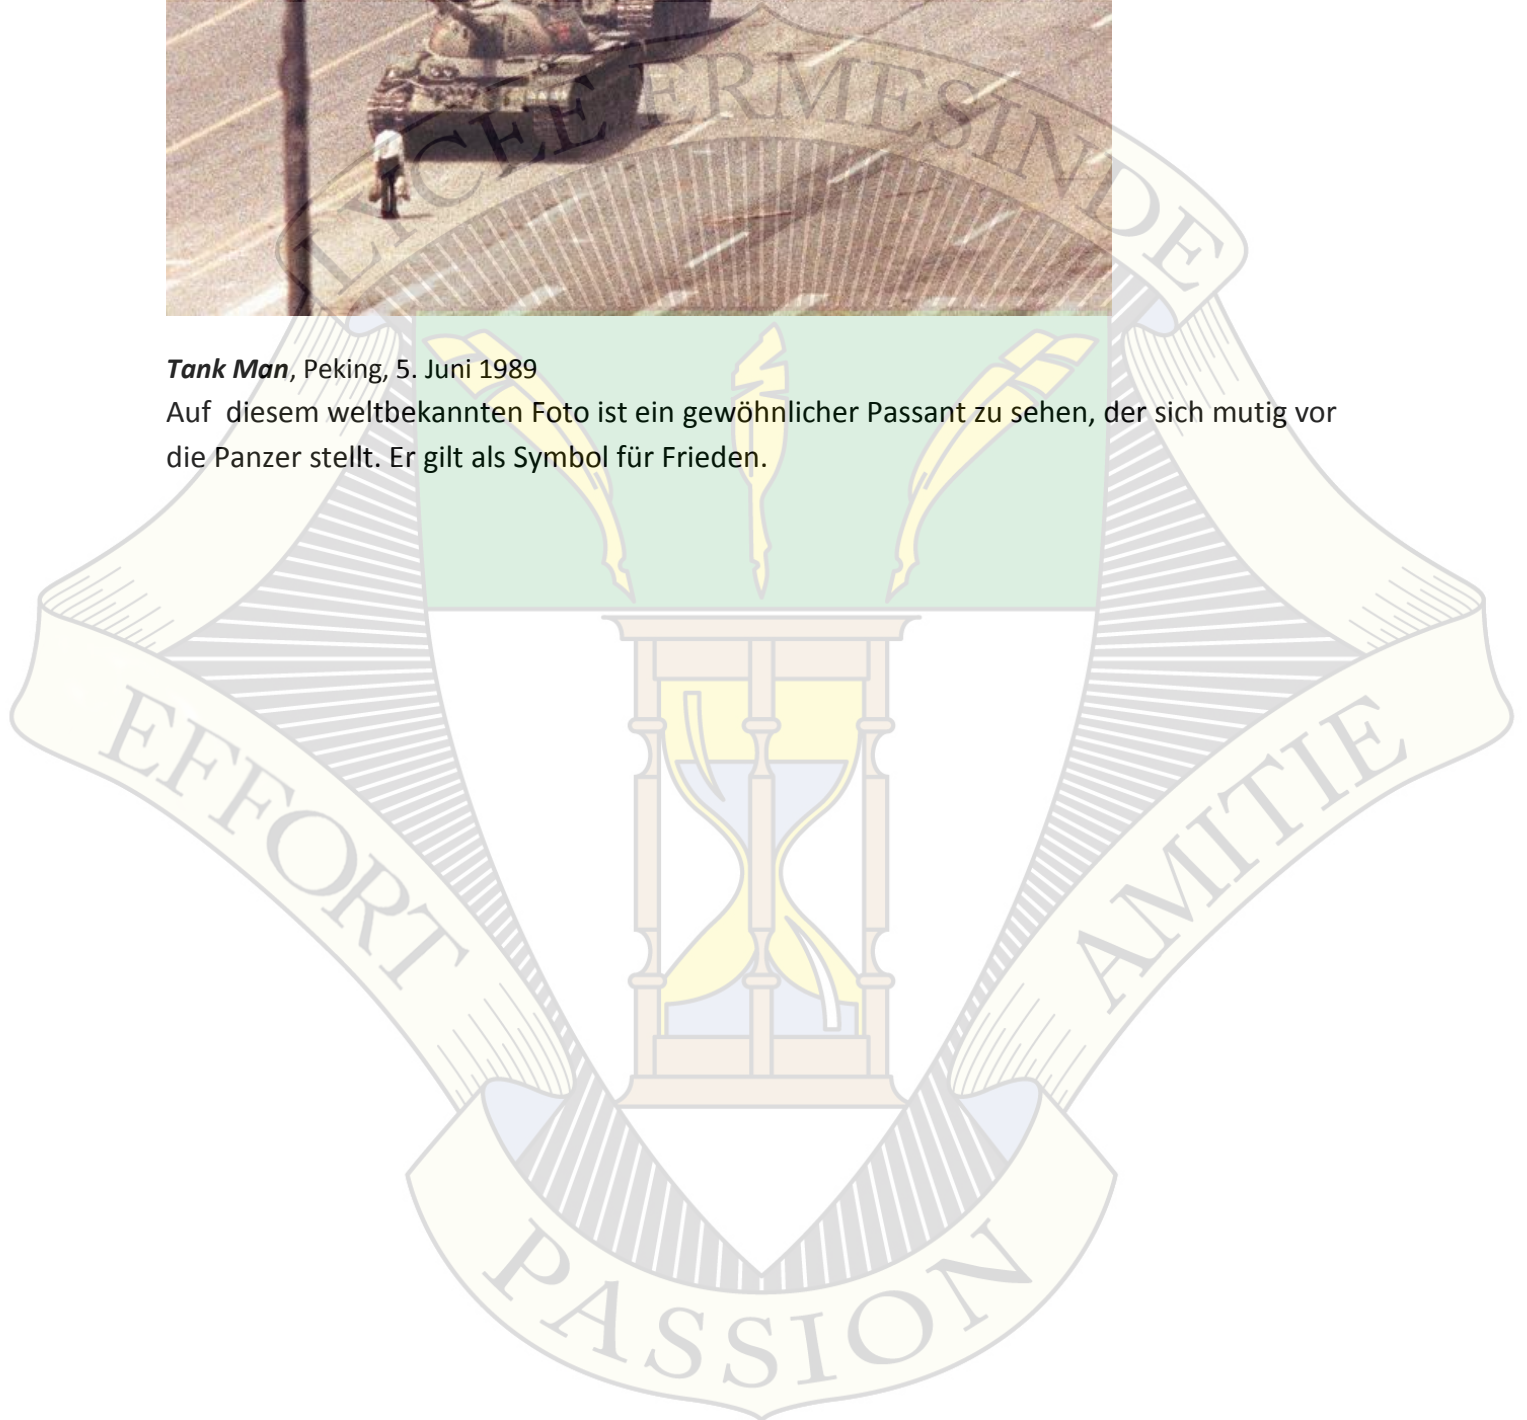 LYCEE ERMESINDE
Tank Man, Peking, 5. Juni 1989
Auf  diesem weltbekannten Foto ist ein gewöhnlicher Passant zu sehen, der sich mutig vor
die Panzer stellt. Er gilt als Symbol für Frieden.
EFFORT
AMITIE
PASSION